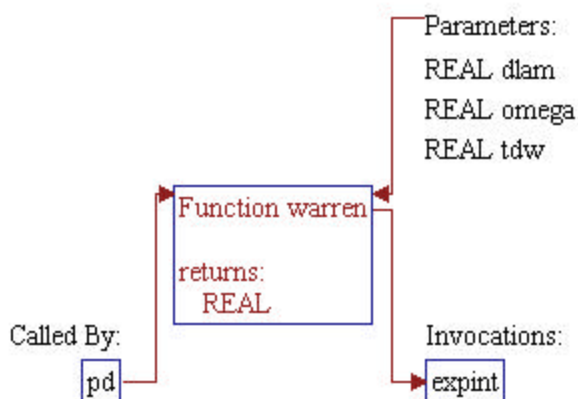 Parameters:
REAL dlam
REAL omega
REAL tdw
Function warren
returns:
REAL
Called By:
pd
Invocations:
expint